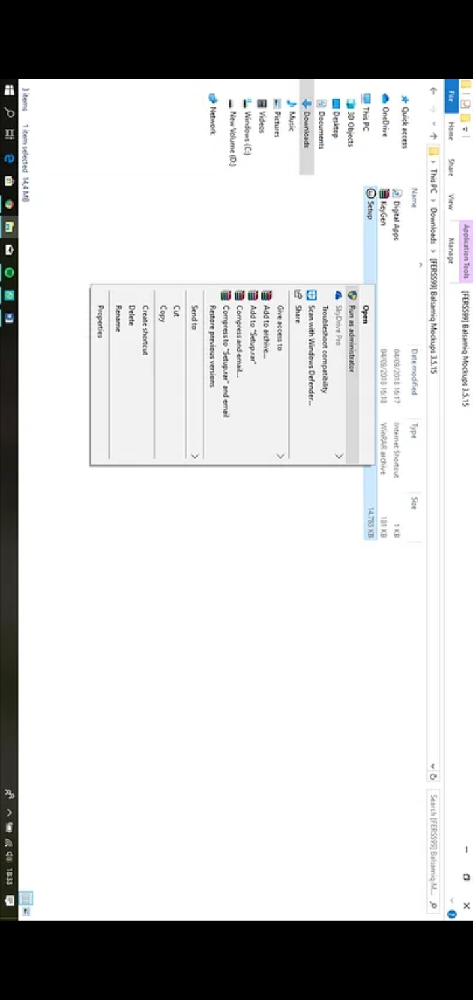 [FERSS99] Balsamiq Mockups 3.5.15
Application Tools
File
Home
Share
View
Manage
This PC
Downloads
[FERSS99] Balsamiq Mockups 3.5.15
Search [FERSS99] Balsamiq M...
Name
Date modified
Type
Size
Quick access
OneDrive
This PC
3D Objects
Desktop
Documents
Downloads
Music
Pictures
Videos
Windows (C:)
New Volume (D:)
Network
Digital Apps
04/09/2018 16:17
Internet Shortcut
1 KB
KeyGen
04/09/2018 16:18
WinRAR archive
181 KB
Setup
14.783 KB
Open
Run as administrator
SkyDrive Pro
Troubleshoot compatibility
Scan with Windows Defender...
Share
Give access to
Add to archive...
Add to "Setup.rar"
Compress and email...
Compress to "Setup.rar" and email
Restore previous versions
Send to
Cut
Copy
Create shortcut
Delete
Rename
Properties
3 items
1 item selected 14,4 MB
18:33